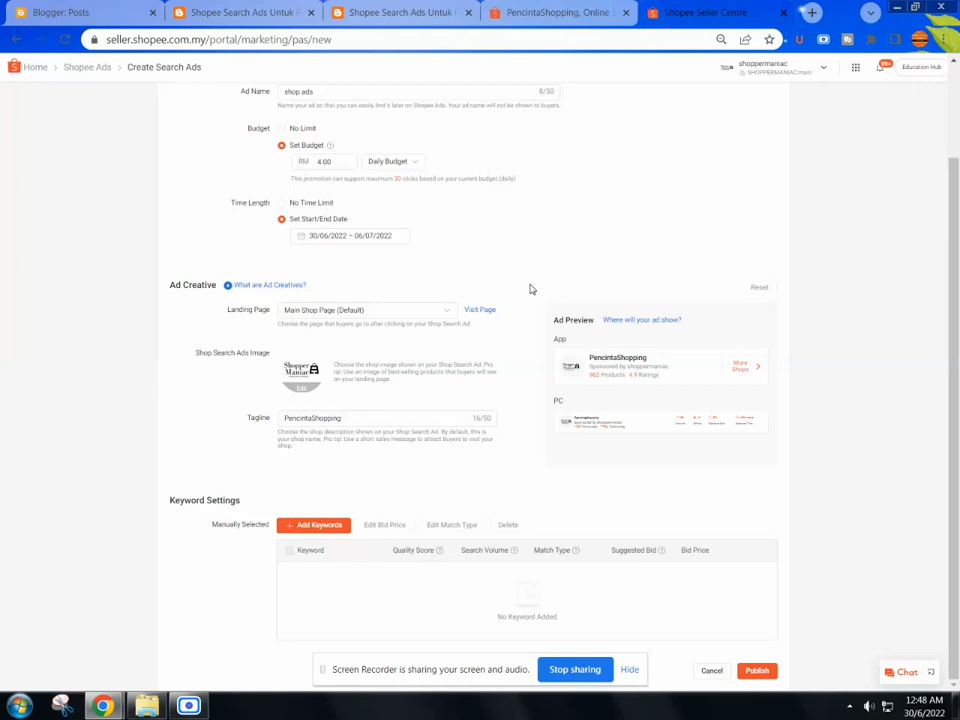 Blogger: Posts
Shopee Search Ads Untuk
Shopee Search Ads Untuk
PencintaShopping, Online
Shopee Seller Centre
seller.shopee.com.my/portal/marketing/pas/new
Home > Shopee Ads > Create Search Ads
shoppermaniac
SHOPPERMANIAC:main
99+
Education Hub
Ad Name shop ads 8/50
Name your ad so that you can easily find it later on Shopee Ads. Your ad name will not be shown to buyers.
Budget No Limit
Set Budget
RM 4.00 Daily Budget
This promotion can support maximum 20 clicks based on your current budget.(daily)
Time Length No Time Limit
Set Start/End Date
30/06/2022 ~ 06/07/2022
Ad Creative What are Ad Creatives? Reset
Landing Page Main Shop Page (Default) Visit Page
Choose the page that buyers go to after clicking on your Shop Search Ad
Shop Search Ads Image
Shopper
Maniac
Edit
Choose the shop image shown on your Shop Search Ad. Pro
tip: Use an image of best-selling products that buyers will see
on your landing page.
Tagline PencintaShopping 16/50
Choose the shop description shown on your Shop Search Ad. By default, this is
your shop name. Pro tip: Use a short sales message to attract buyers to visit your
shop.
Ad Preview Where will your ad show?
App
PencintaShopping
Sponsored by shoppermaniac
962 Products 4.9 Ratings
More
Shops
PC
PencintaShopping
Sponsored by shoppermaniac
Keyword Settings
Manually Selected + Add Keywords Edit Bid Price Edit Match Type Delete
Keyword Quality Score Search Volume Match Type Suggested Bid Bid Price
No Keyword Added
Screen Recorder is sharing your screen and audio. Stop sharing Hide
Cancel Publish
Chat
12:48 AM
30/6/2022